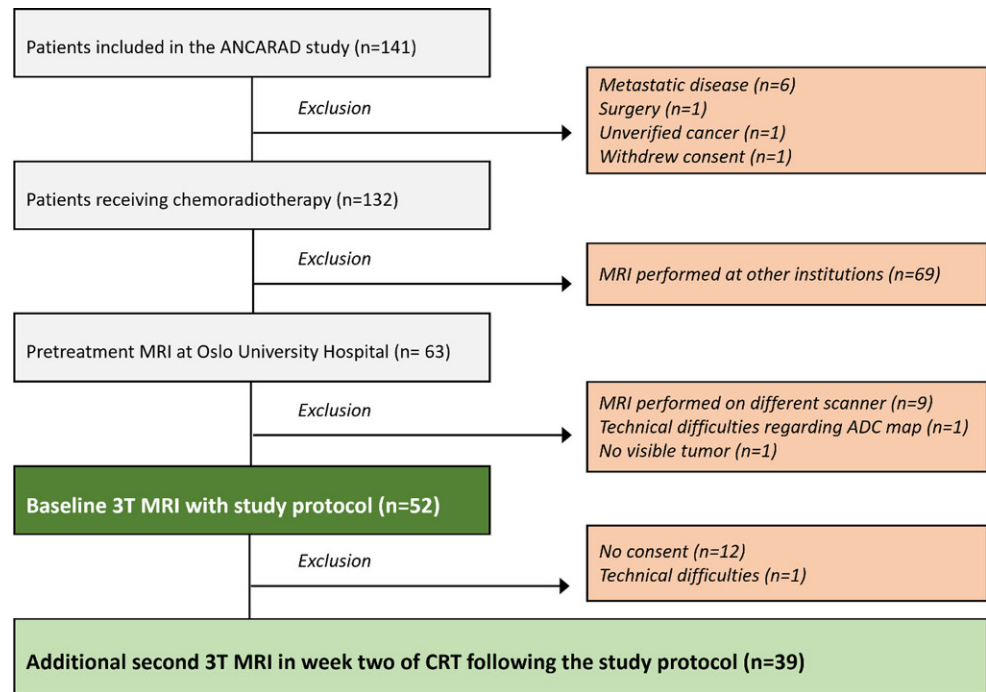 Patients included in the ANCARAD study (n=141)
Exclusion
Metastatic disease (n=6)
Surgery (n=1)
Unverified cancer (n=1)
Withdrew consent (n=1)
Patients receiving chemoradiotherapy (n=132)
Exclusion
MRI performed at other institutions (n=69)
Pretreatment MRI at Oslo University Hospital (n= 63)
Exclusion
MRI performed on different scanner (n=9)
Technical difficulties regarding ADC map (n=1)
No visible tumor (n=1)
Baseline 3T MRI with study protocol (n=52)
Exclusion
No consent (n=12)
Technical difficulties (n=1)
Additional second 3T MRI in week two of CRT following the study protocol (n=39)